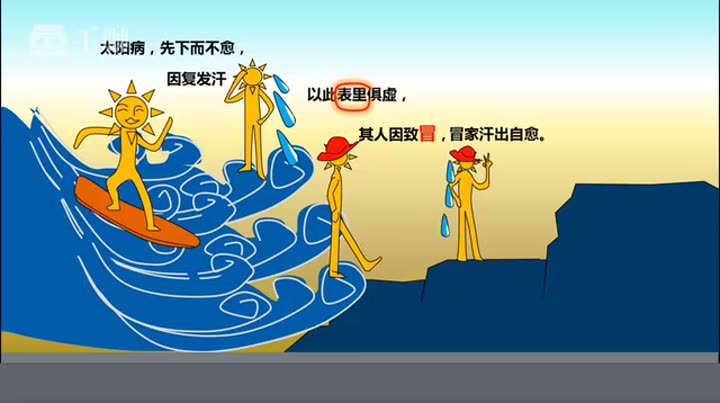 太阳病，先下而不愈，
因复发汗
以此表里俱虚，
其人因致冒，冒家汗出自愈。